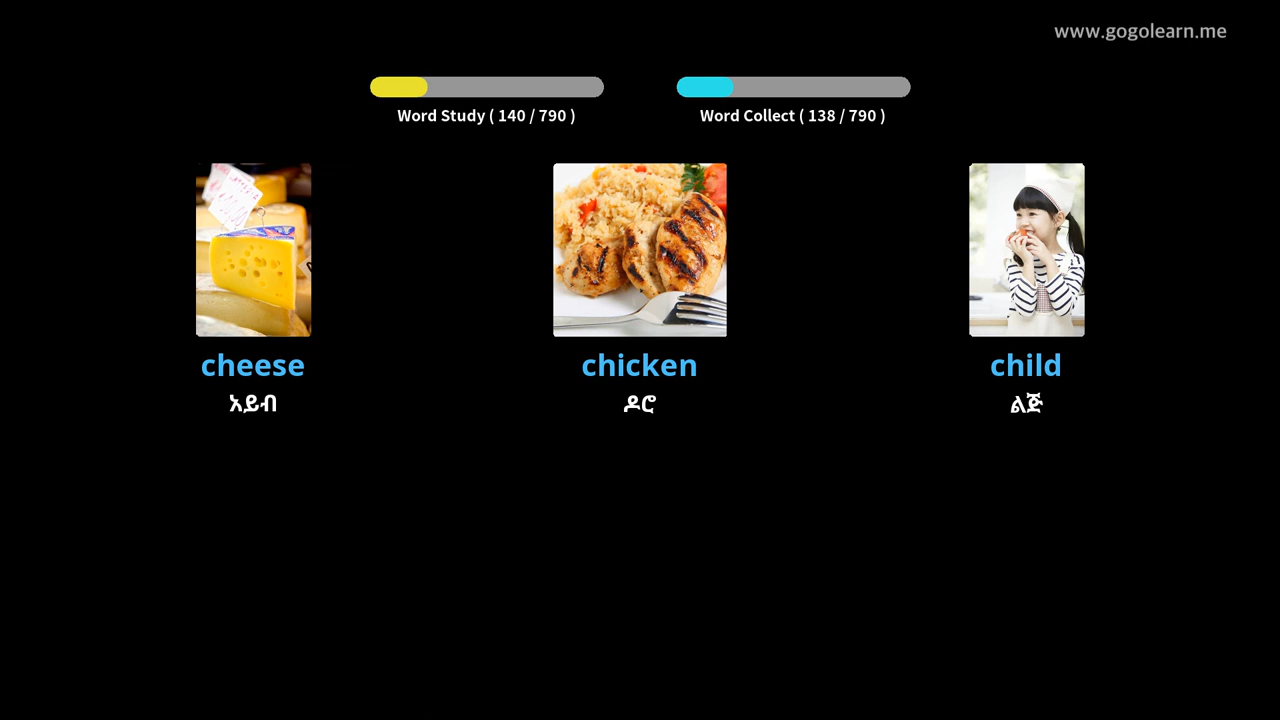 www.gogolearn.me
Word Study ( 140 / 790 )
Word Collect ( 138 / 790 )
cheese
chicken
child
አይብ
ዶሮ
ልጅ